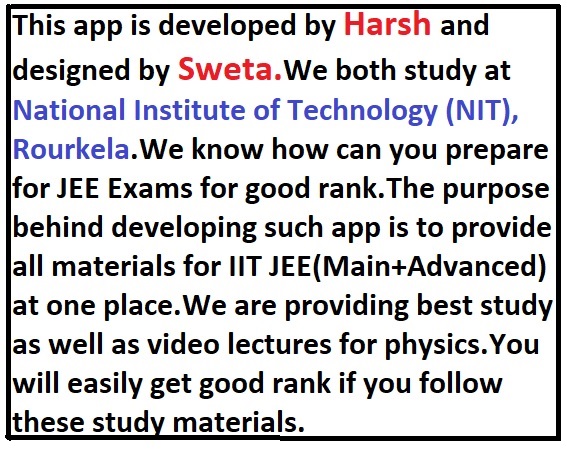 This app is developed by Harsh and
designed by Sweta.We both study at
National Institute of Technology (NIT),
Rourkela.We know how can you prepare
for JEE Exams for good rank.The purpose
behind developing such app is to provide
all materials for IIT JEE(Main+Advanced)
at one place.We are providing best study
as well as video lectures for physics.You
will easily get good rank if you follow
these study materials.